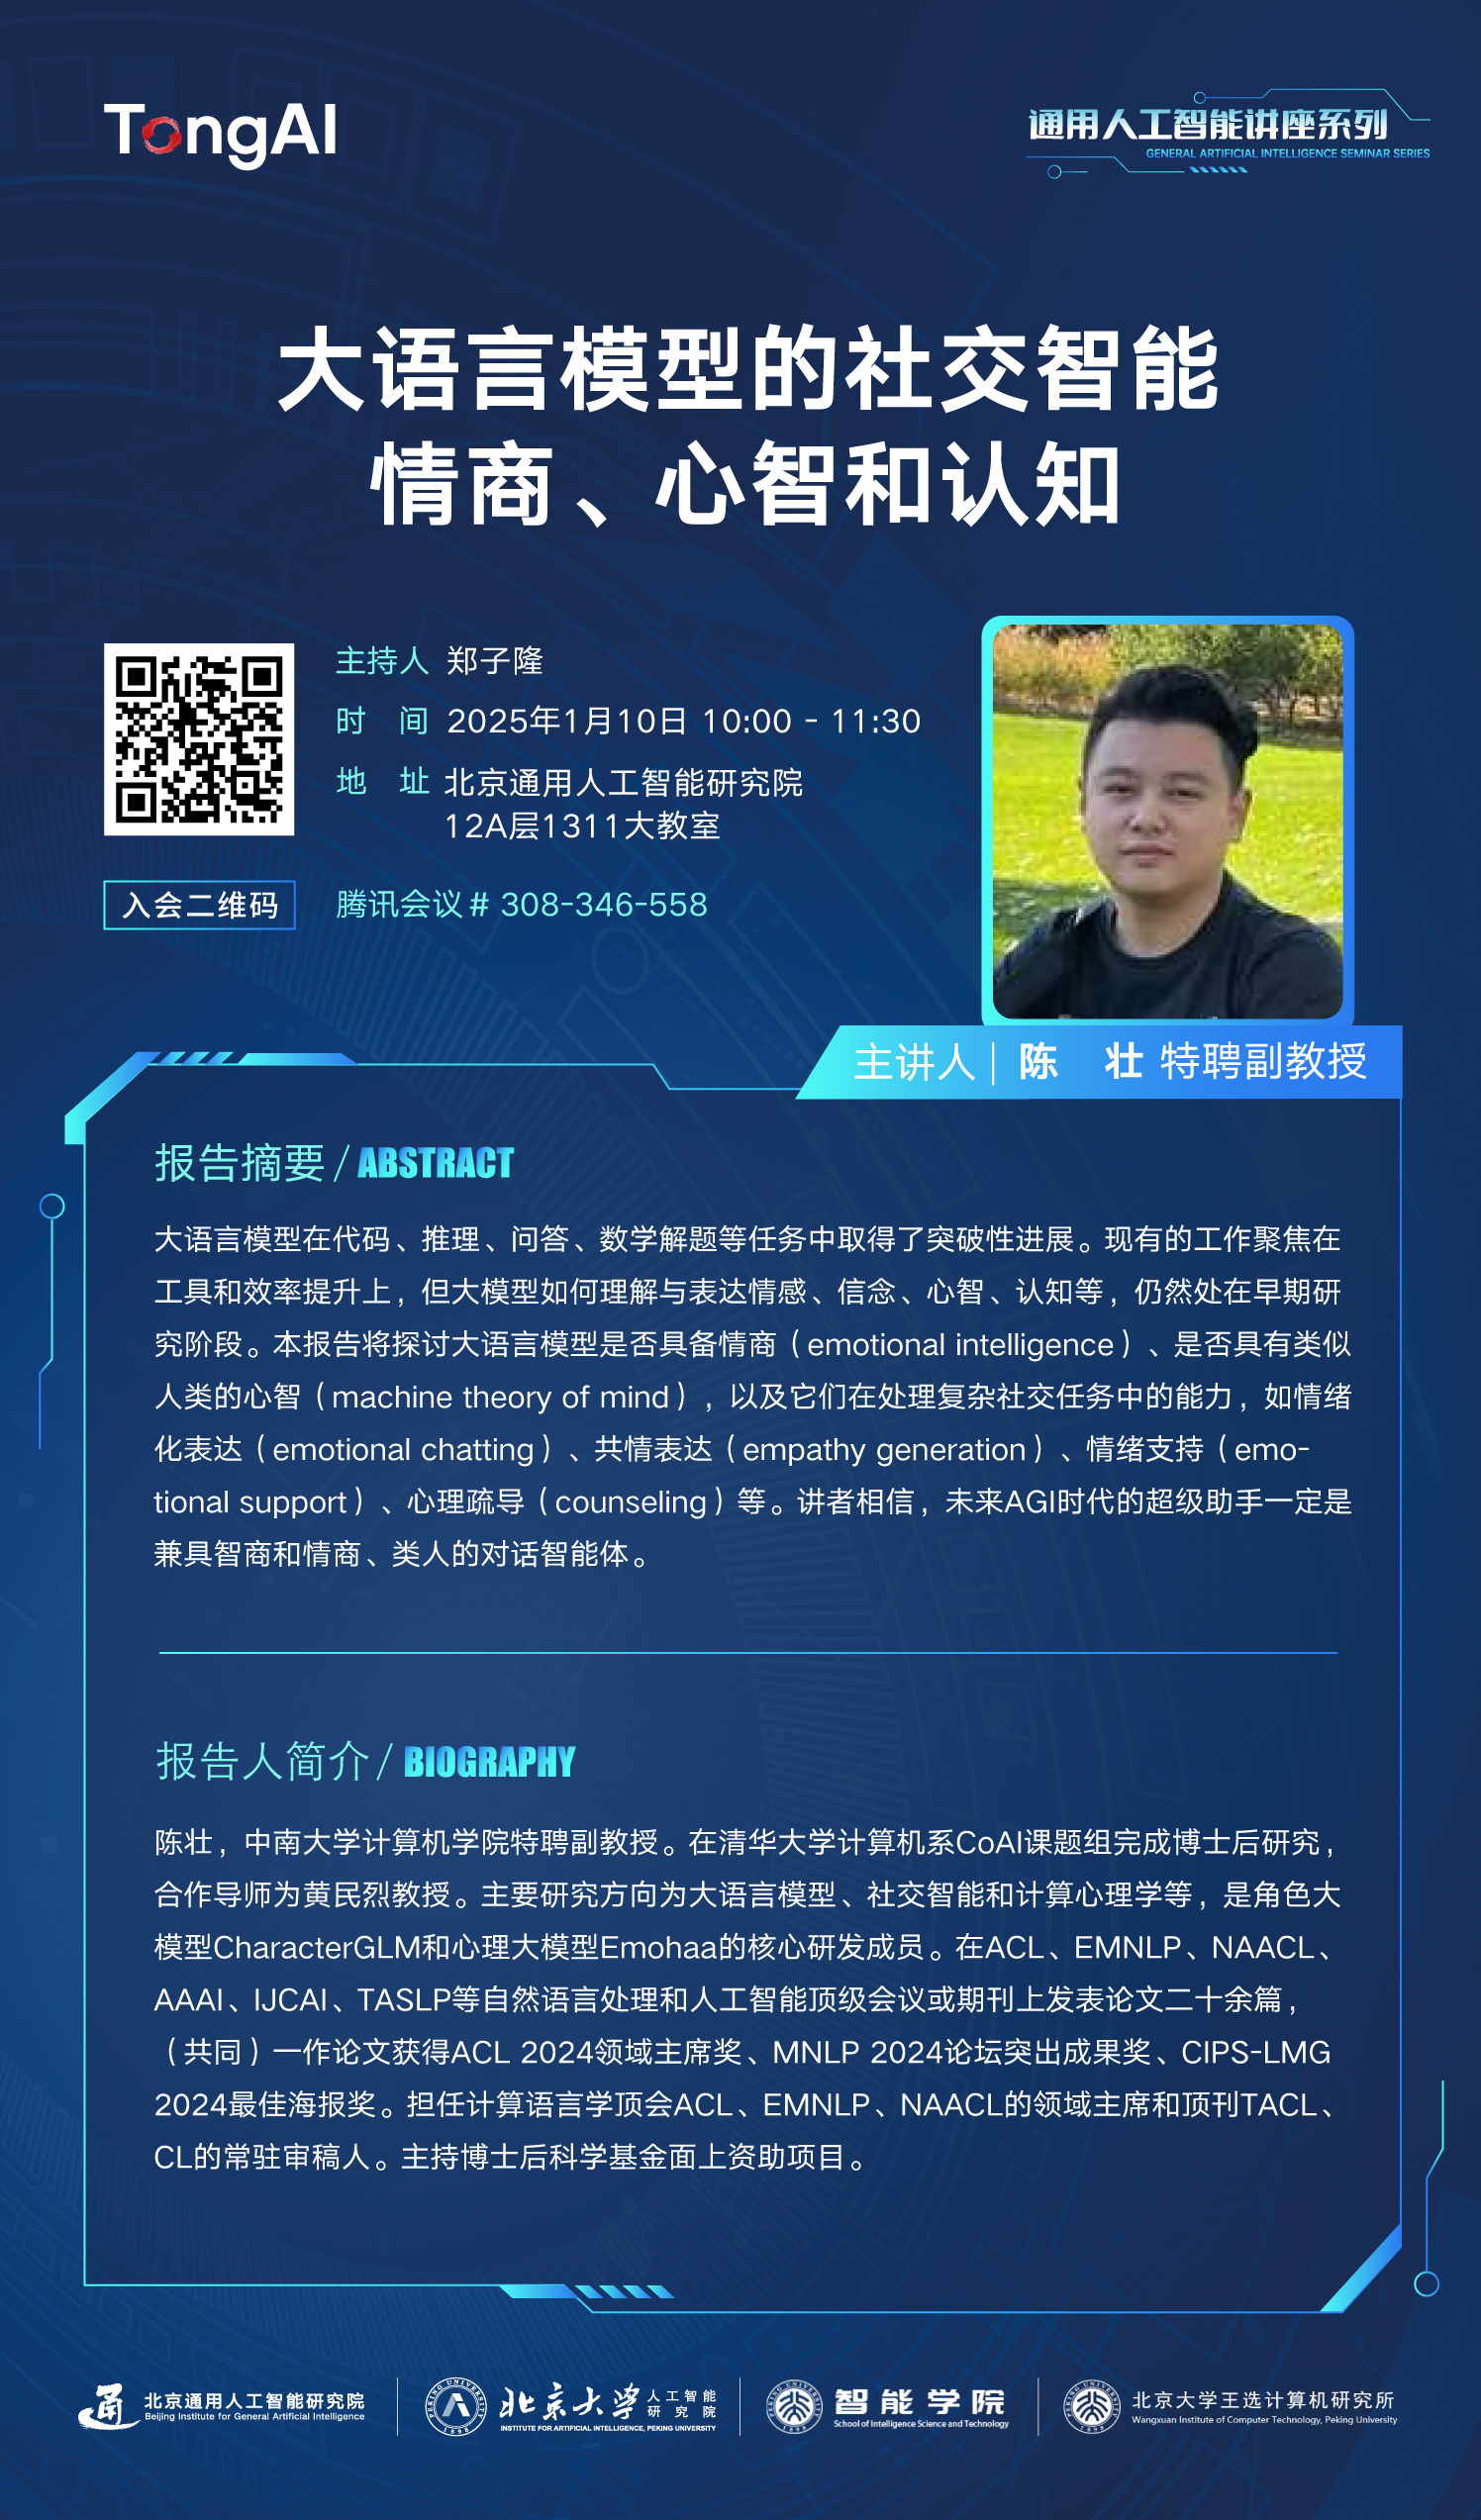 TongAI
通用人工智能讲座系列
GENERAL ARTIFICIAL INTELLIGENCE SEMINAR SERIES
大语言模型的社交智能
情商、心智和认知
主持人 郑子隆
时 间 2025年1月10日 10:00 - 11:30
地 址 北京通用人工智能研究院
12A层1311大教室
入会二维码
腾讯会议# 308-346-558
主讲人 | 陈 壮 特聘副教授
报告摘要 / ABSTRACT
大语言模型在代码、推理、问答、数学解题等任务中取得了突破性进展。现有的工作聚焦在
工具和效率提升上，但大模型如何理解与表达情感、信念、心智、认知等，仍然处在早期研
究阶段。本报告将探讨大语言模型是否具备情商（emotional intelligence）、是否具有类似
人类的心智（machine theory of mind），以及它们在处理复杂社交任务中的能力，如情绪
化表达（emotional chatting）、共情表达（empathy generation）、情绪支持（emo-
tional support）、心理疏导（counseling）等。讲者相信，未来AGI时代的超级助手一定是
兼具智商和情商、类人的对话智能体。
报告人简介 / BIOGRAPHY
陈壮，中南大学计算机学院特聘副教授。在清华大学计算机系CoAI课题组完成博士后研究，
合作导师为黄民烈教授。主要研究方向为大语言模型、社交智能和计算心理学等，是角色大
模型CharacterGLM和心理大模型Emohaa的核心研发成员。在ACL、EMNLP、NAACL、
AAAI、IJCAI、TASLP等自然语言处理和人工智能顶级会议或期刊上发表论文二十余篇，
（共同）一作论文获得ACL 2024领域主席奖、MNLP 2024论坛突出成果奖、CIPS-LMG
2024最佳海报奖。担任计算语言学顶会ACL、EMNLP、NAACL的领域主席和顶刊TACL、
CL的常驻审稿人。主持博士后科学基金面上资助项目。
通 北京通用人工智能研究院
Beijing Institute for General Artificial Intelligence
PEKING UNIVERSITY 1898
北京大学 人工智能
研究院
INSTITUTE FOR ARTIFICIAL INTELLIGENCE, PEKING UNIVERSITY
PEKING UNIVERSITY 1898
智能学院
School of Intelligence Science and Technology
PEKING UNIVERSITY 1898
北京大学王选计算机研究所
Wangxuan Institute of Computer Technology, Peking University